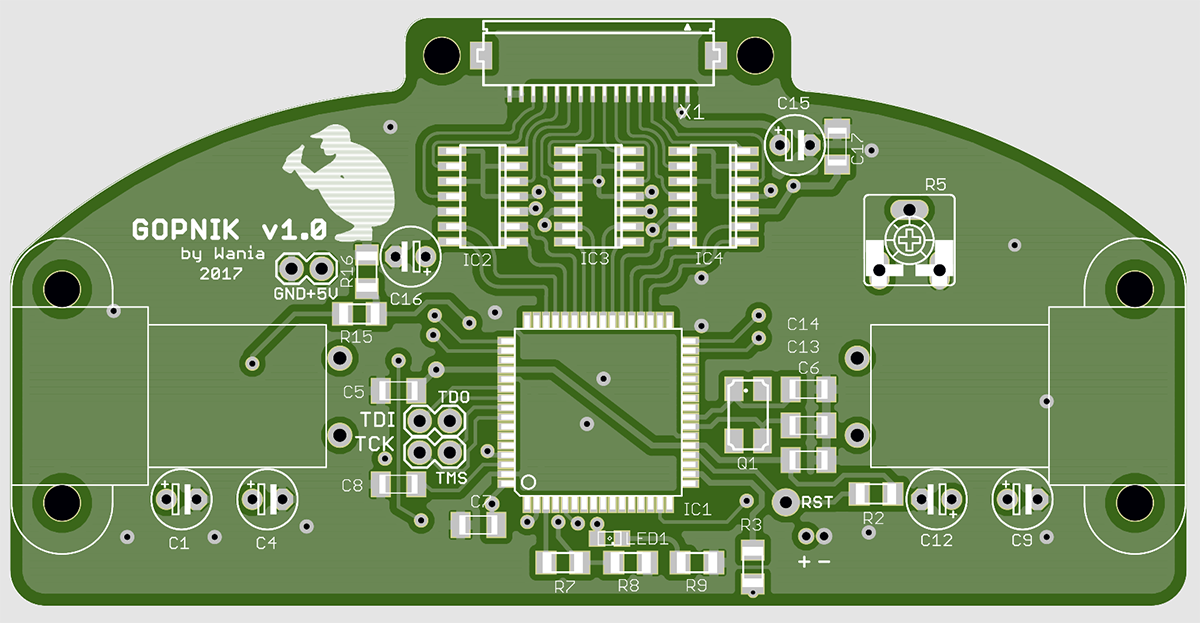 X1
C15
C17
R5
GOPNIK v1.0
by Wania
2017
IC2
IC3
IC4
R16
GND+5V
C16
R15
C14
C13
C6
C5
TDO
TDI
TCK
TMS
Q1
C8
C7
IC1
RST
R3
R2
LED1
C1
C4
C12
C9
+ -
R7
R8
R9